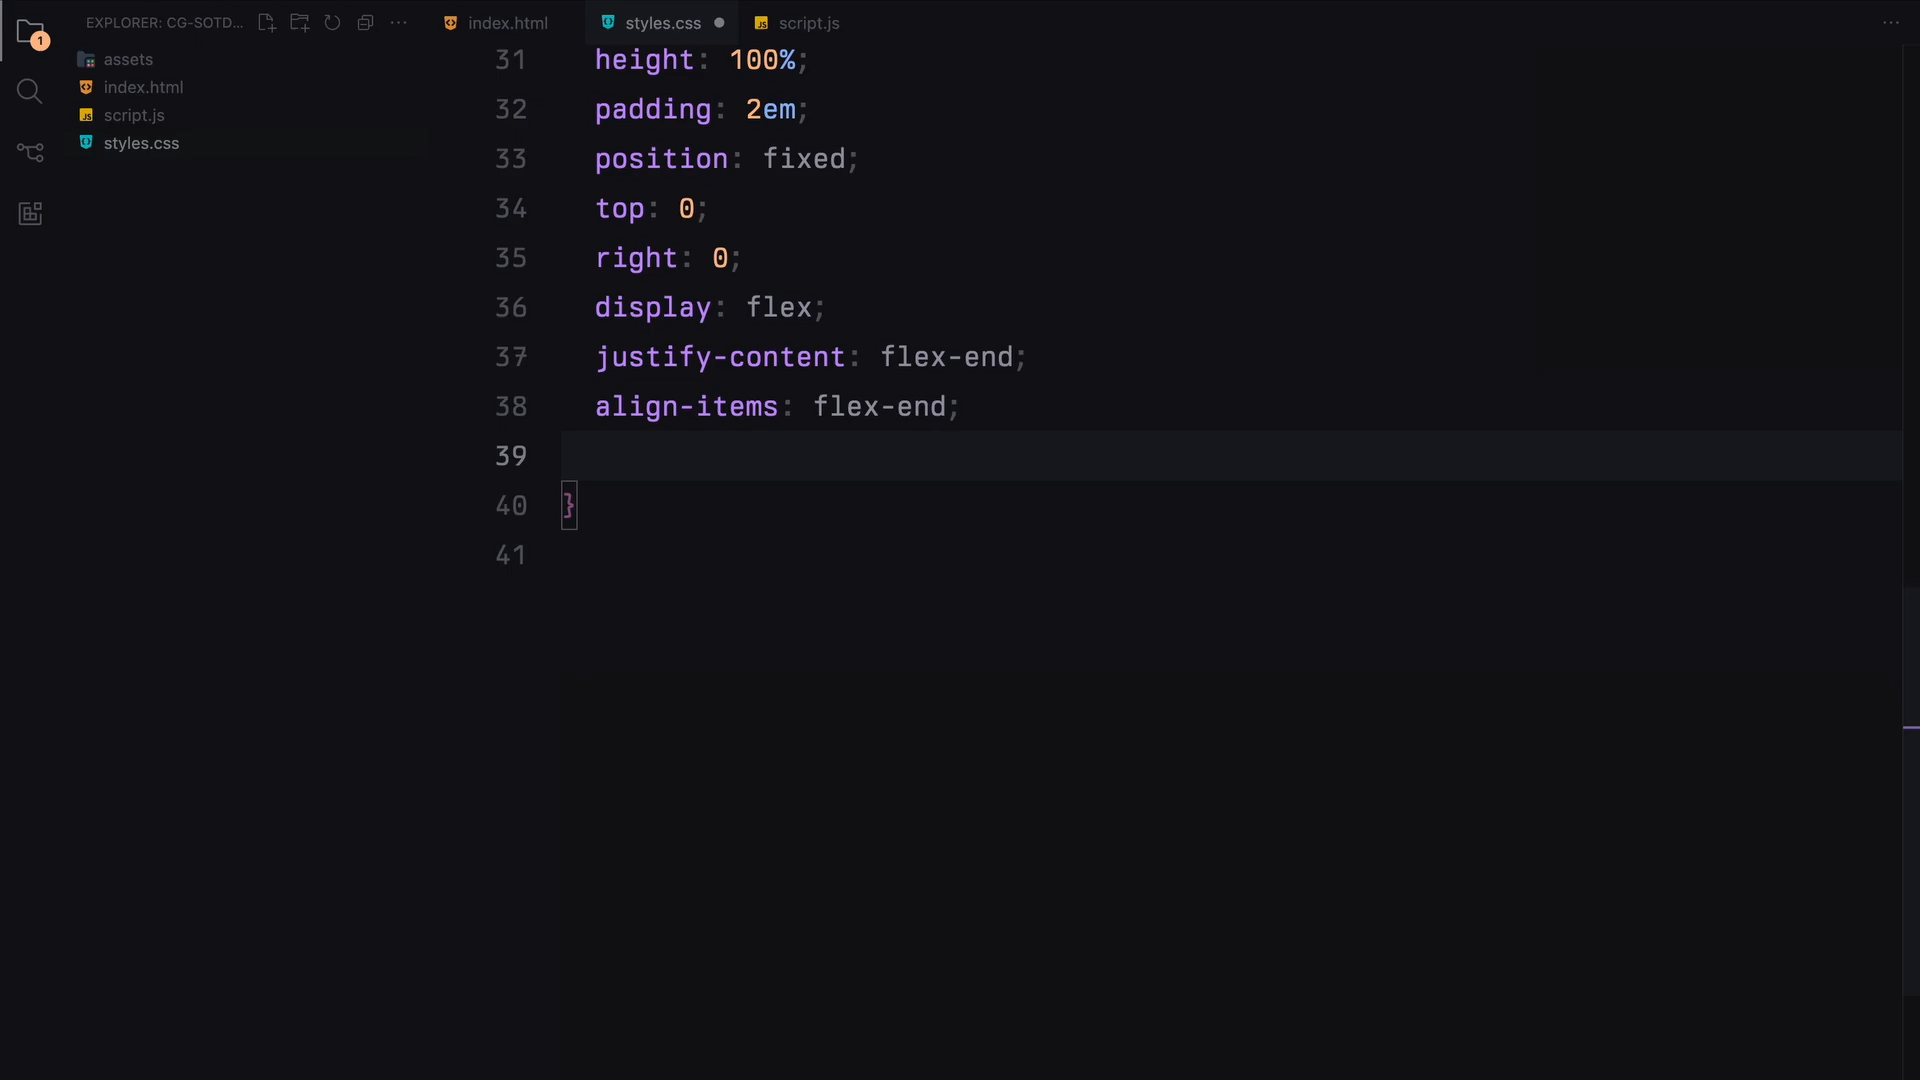 EXPLORER: CG-SOTD...
index.html
styles.css
script.js
assets
index.html
script.js
styles.css
1
31 height: 100%;
32 padding: 2em;
33 position: fixed;
34 top: 0;
35 right: 0;
36 display: flex;
37 justify-content: flex-end;
38 align-items: flex-end;
39
40 }
41